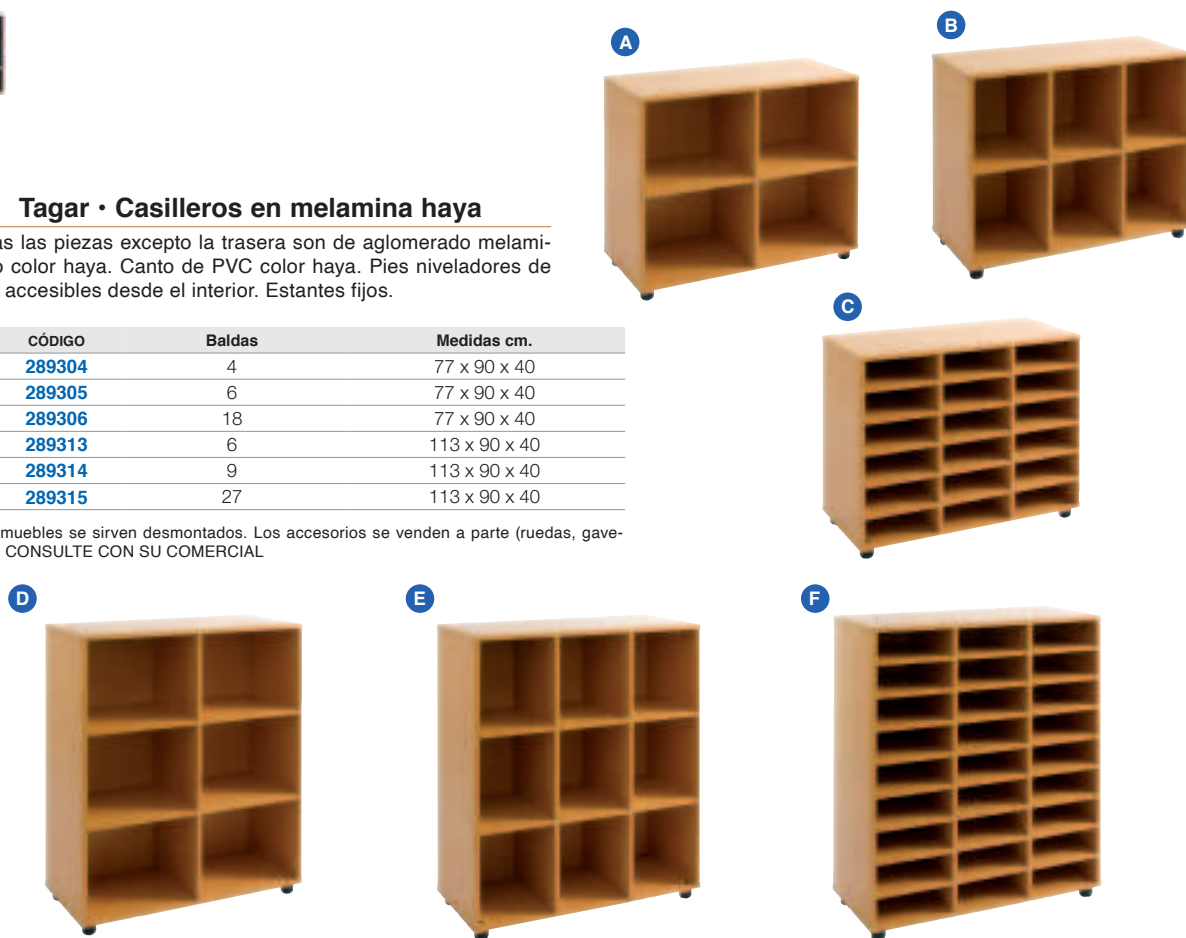 A
B
Tagar • Casilleros en melamina haya
las piezas excepto la trasera son de aglomerado melami-
color haya. Canto de PVC color haya. Pies niveladores de
accesibles desde el interior. Estantes fijos.
C
CÓDIGO Baldas Medidas cm.
289304 4 77 x 90 x 40
289305 6 77 x 90 x 40
289306 18 77 x 90 x 40
289313 6 113 x 90 x 40
289314 9 113 x 90 x 40
289315 27 113 x 90 x 40
muebles se sirven desmontados. Los accesorios se venden a parte (ruedas, gave-
CONSULTE CON SU COMERCIAL
D
E
F